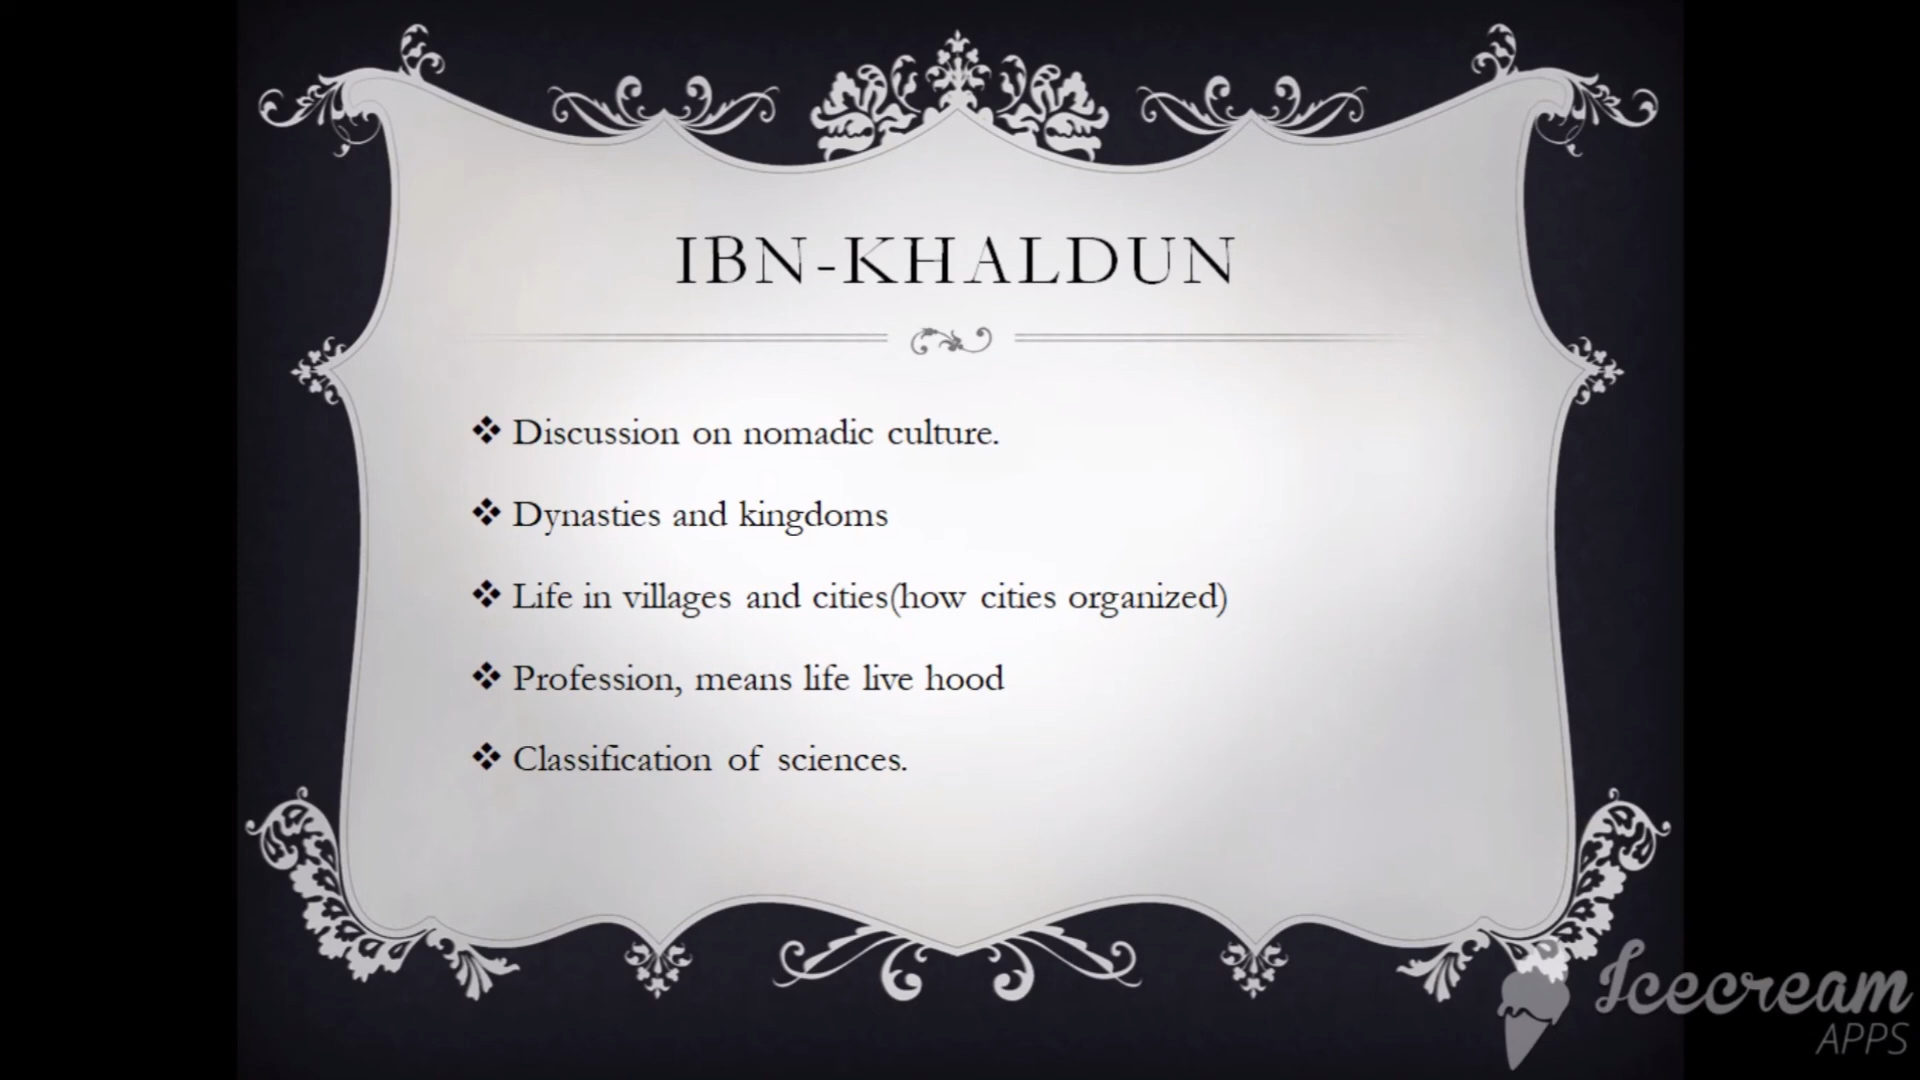 IBN-KHALDUN
❖ Discussion on nomadic culture.
❖ Dynasties and kingdoms
❖ Life in villages and cities(how cities organized)
❖ Profession, means life live hood
❖ Classification of sciences.
Icecream
APPS